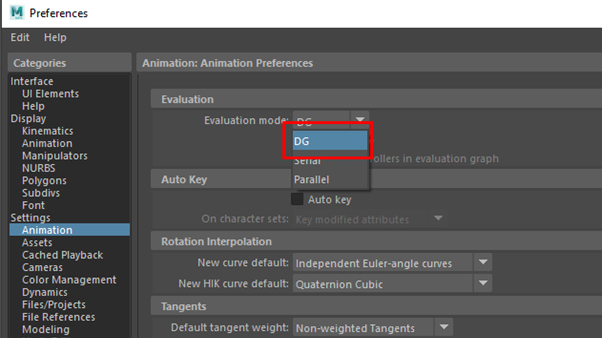 M Preferences
Edit Help
Categories
Interface
UI Elements
Help
Display
Kinematics
Animation
Manipulators
NURBS
Polygons
Subdivs
Font
Settings
Animation
Assets
Cached Playback
Cameras
Color Management
Dynamics
Files/Projects
File References
Modeling
Animation: Animation Preferences
Evaluation
Evaluation mode: DG
DG
Serial
ollers in evaluation graph
Parallel
Auto Key
Auto key
On character sets: Key modified attributes
Rotation Interpolation
New curve default: Independent Euler-angle curves
New HIK curve default: Quaternion Cubic
Tangents
Default tangent weight: Non-weighted Tangents